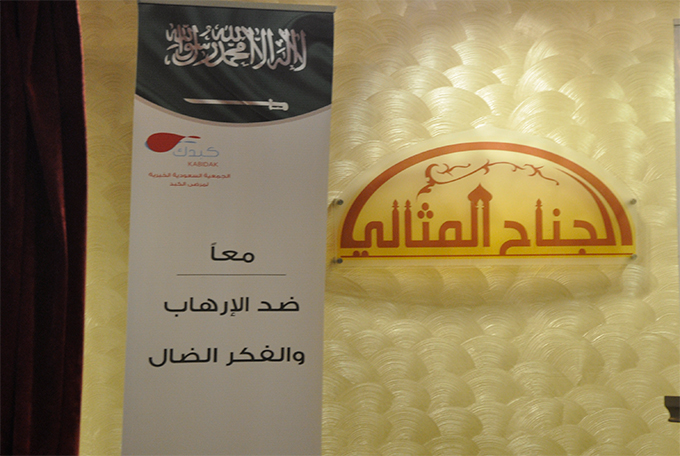 لا إله إلا الله محمد رسول الله
كبدك
KABIDAK
الجمعية السعودية الخيرية
لمرضى الكبد
معاً
ضد الإرهاب
والفكر الضال
الجناح المثالي